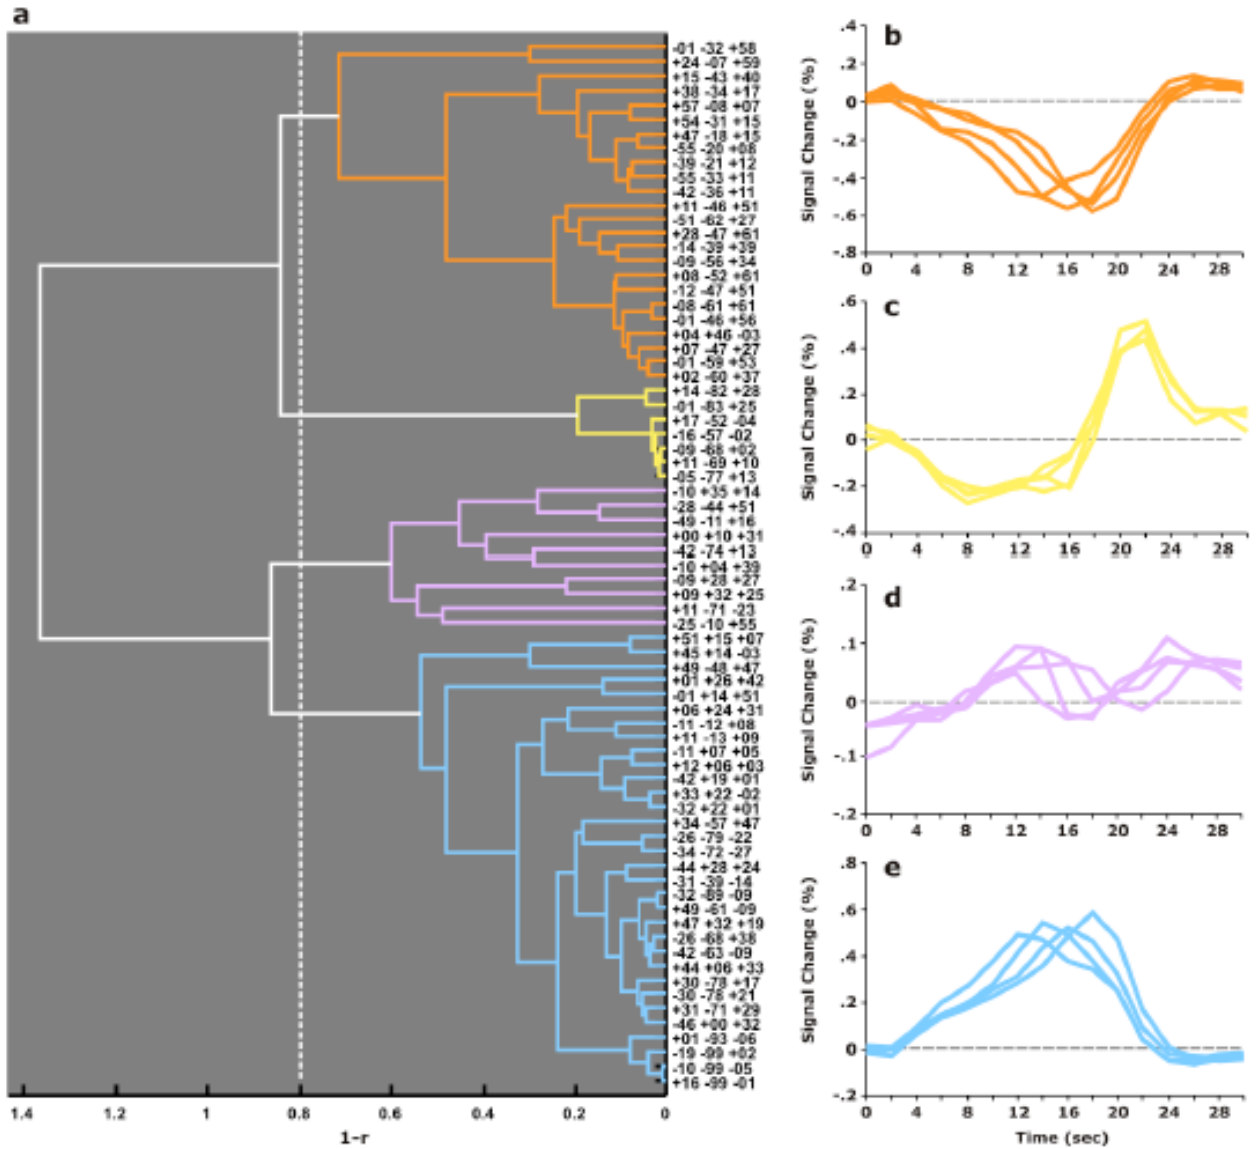 a
-01 -32 +58
+24 -07 +59
+15 -43 +40
+38 -34 +17
+57 -08 +07
+54 -31 +15
+47 -18 +15
-55 -20 +08
-39 -21 +12
-55 -33 +11
-42 -36 +11
+11 -46 +51
-51 -62 +27
+28 -47 +61
-14 -39 +39
-09 -56 +34
+08 -52 +61
-12 -47 +51
-08 -61 +61
-01 -46 +56
+04 +46 -03
+07 -47 +27
-01 -59 +53
+02 -60 +37
+14 -82 +28
-01 -83 +25
+17 -52 -04
-16 -57 -02
-09 -68 +02
+11 -69 +10
-05 -77 +13
-10 +35 +14
-28 -44 +51
-49 -11 +16
+00 +10 +31
-42 -74 +13
-10 +04 +39
-09 +28 +27
+09 +32 +25
+11 -71 -23
-25 -10 +55
+51 +15 +07
+45 +14 -03
+49 -48 +47
+01 +26 +42
-01 +14 +51
+06 +24 +31
-11 -12 +08
+11 -13 +09
-11 +07 +05
+12 +06 +03
-42 +19 +01
+33 +22 -02
-32 +22 +01
+34 -57 +47
-26 -79 -22
-34 -72 -27
-44 +28 +24
-31 -39 -14
-32 -89 -09
+49 -61 -09
+47 +32 +19
-26 -68 +38
-42 -63 -09
+44 +06 +33
+30 -78 +17
-30 -78 +21
+31 -71 +29
-46 +00 +32
+01 -93 -06
-19 -99 +02
-10 -99 -05
+16 -99 -01
1.4 1.2 1 0.8 0.6 0.4 0.2 0
1-r
b
Signal Change (%)
.4
.2
0
-.2
-.4
-.6
-.8
0 4 8 12 16 20 24 28
c
Signal Change (%)
.6
.4
.2
0
-.2
-.4
0 4 8 12 16 20 24 28
d
Signal Change (%)
.2
.1
0
-.1
-.2
0 4 8 12 16 20 24 28
e
Signal Change (%)
.8
.6
.4
.2
0
-.2
0 4 8 12 16 20 24 28
Time (sec)